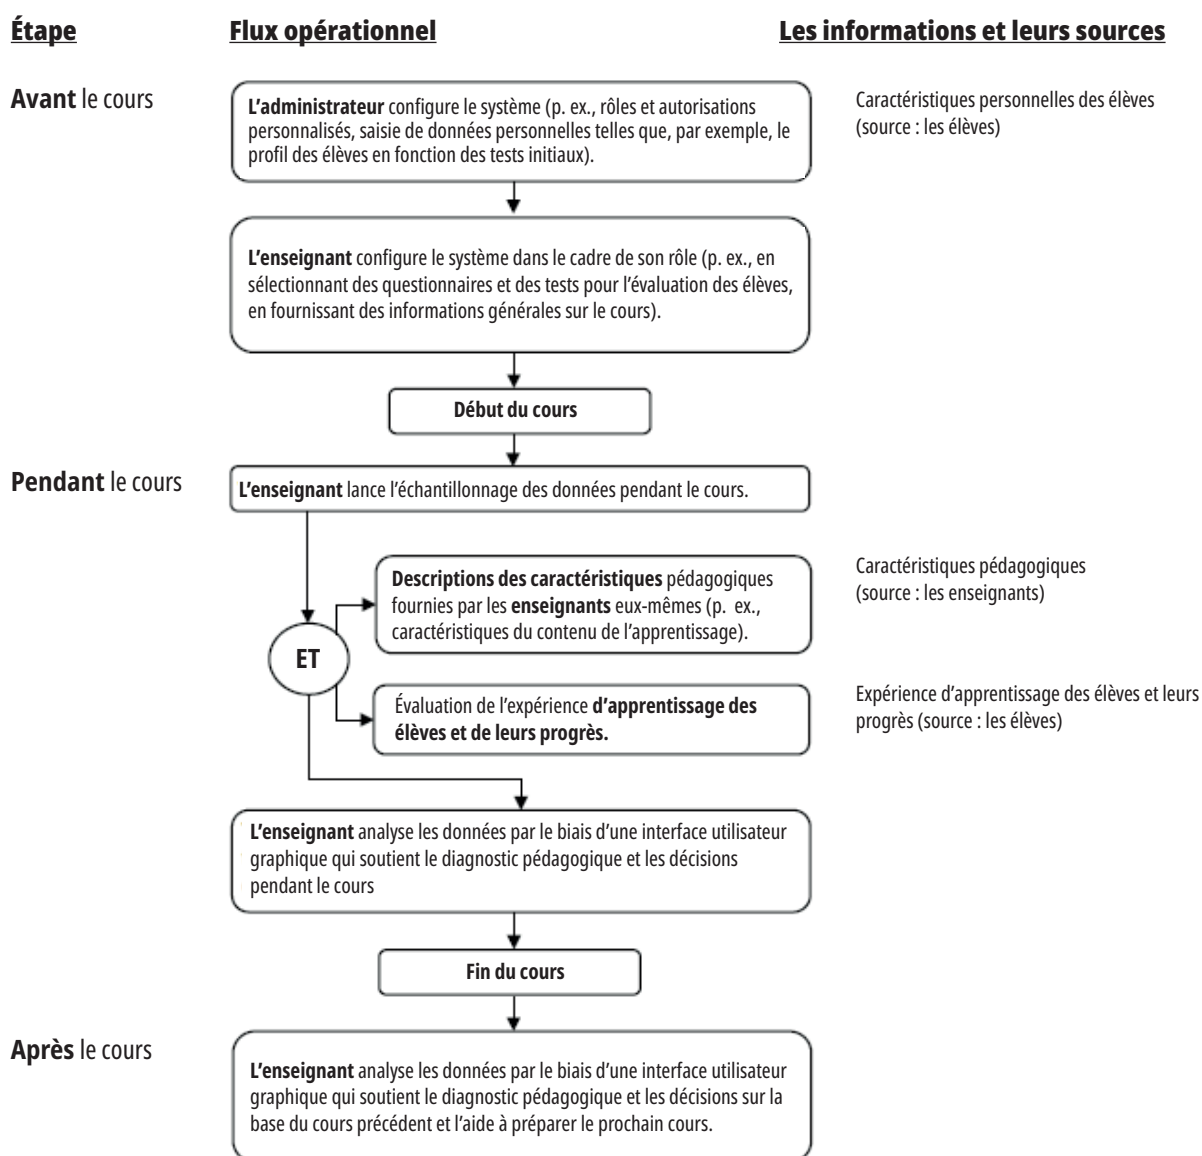 Étape
Flux opérationnel
Les informations et leurs sources
Avant le cours
L’administrateur configure le système (p. ex., rôles et autorisations
personnalisés, saisie de données personnelles telles que, par exemple, le
profil des élèves en fonction des tests initiaux).
Caractéristiques personnelles des élèves
(source : les élèves)
L’enseignant configure le système dans le cadre de son rôle (p. ex., en
sélectionnant des questionnaires et des tests pour l’évaluation des élèves,
en fournissant des informations générales sur le cours).
Début du cours
Pendant le cours
L’enseignant lance l’échantillonnage des données pendant le cours.
Descriptions des caractéristiques pédagogiques
fournies par les enseignants eux-mêmes (p. ex.,
caractéristiques du contenu de l’apprentissage).
Caractéristiques pédagogiques
(source : les enseignants)
ET
Évaluation de l’expérience d’apprentissage des
élèves et de leurs progrès.
Expérience d’apprentissage des élèves et leurs
progrès (source : les élèves)
L’enseignant analyse les données par le biais d’une interface utilisateur
graphique qui soutient le diagnostic pédagogique et les décisions
pendant le cours
Fin du cours
Après le cours
L’enseignant analyse les données par le biais d’une interface utilisateur
graphique qui soutient le diagnostic pédagogique et les décisions sur la
base du cours précédent et l’aide à préparer le prochain cours.